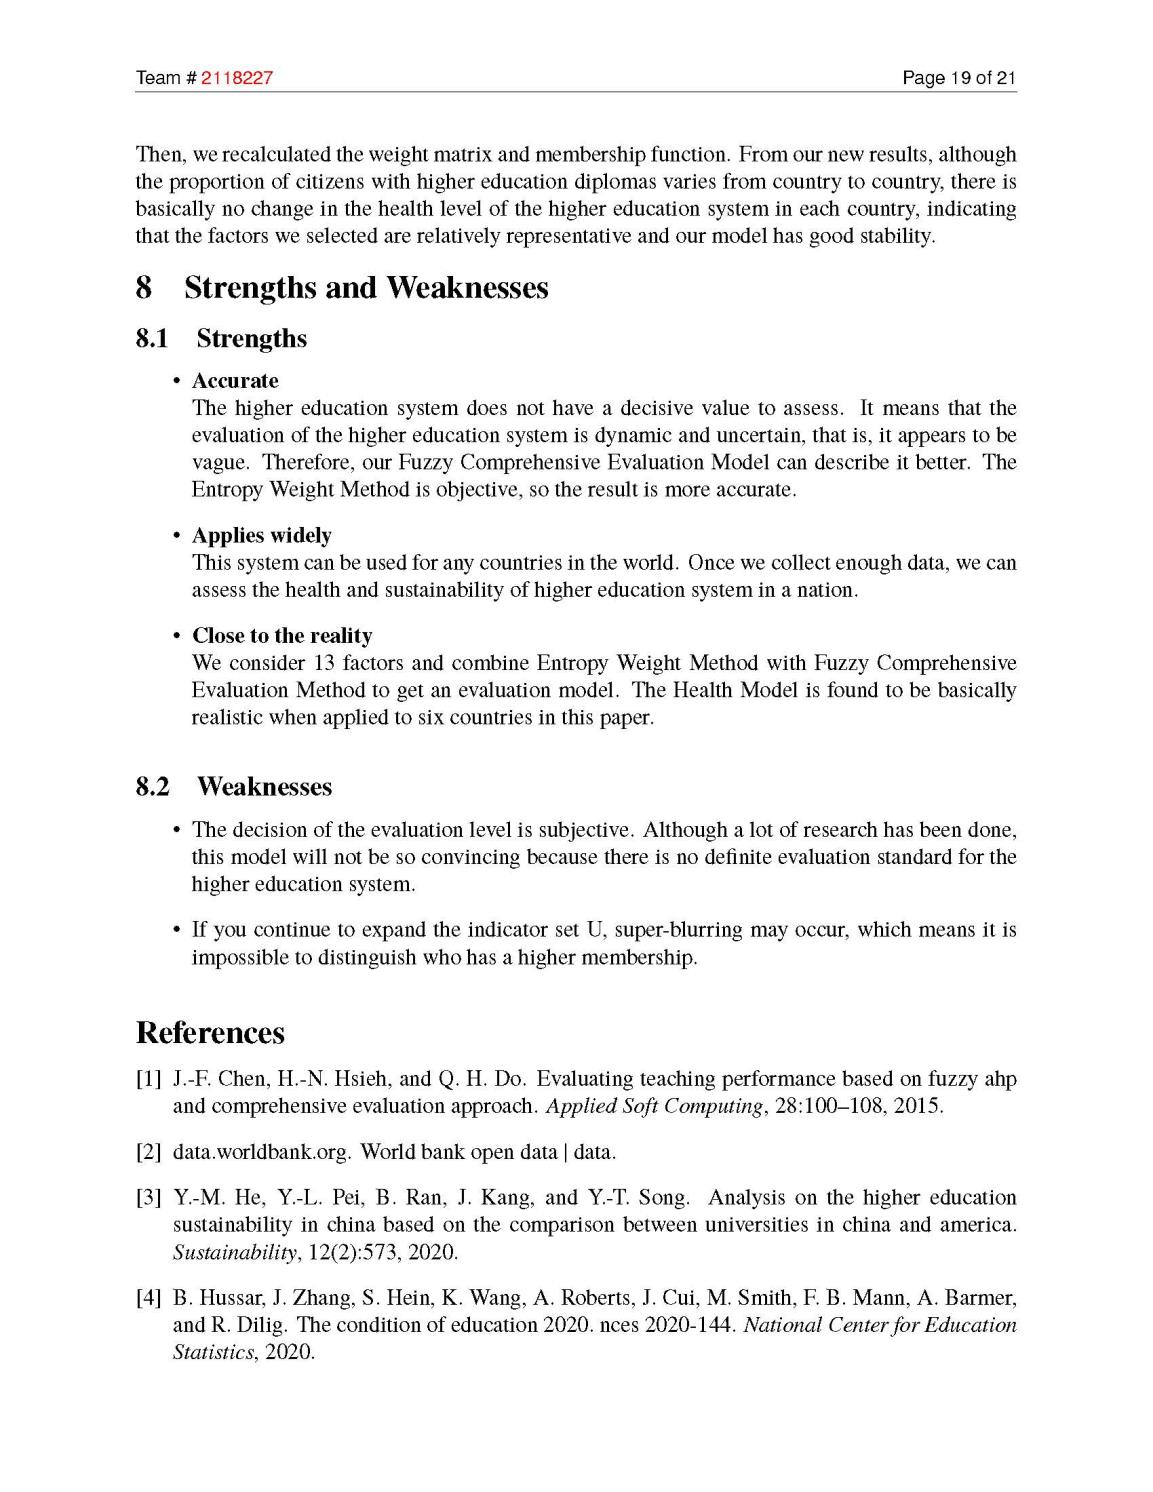 Team # 2118227 Page 19 of 21
Then, we recalculated the weight matrix and membership function. From our new results, although
the proportion of citizens with higher education diplomas varies from country to country, there is
basically no change in the health level of the higher education system in each country, indicating
that the factors we selected are relatively representative and our model has good stability.
8 Strengths and Weaknesses
8.1 Strengths
• Accurate
The higher education system does not have a decisive value to assess. It means that the
evaluation of the higher education system is dynamic and uncertain, that is, it appears to be
vague. Therefore, our Fuzzy Comprehensive Evaluation Model can describe it better. The
Entropy Weight Method is objective, so the result is more accurate.
• Applies widely
This system can be used for any countries in the world. Once we collect enough data, we can
assess the health and sustainability of higher education system in a nation.
• Close to the reality
We consider 13 factors and combine Entropy Weight Method with Fuzzy Comprehensive
Evaluation Method to get an evaluation model. The Health Model is found to be basically
realistic when applied to six countries in this paper.
8.2 Weaknesses
• The decision of the evaluation level is subjective. Although a lot of research has been done,
this model will not be so convincing because there is no definite evaluation standard for the
higher education system.
• If you continue to expand the indicator set U, super-blurring may occur, which means it is
impossible to distinguish who has a higher membership.
References
[1] J.-F. Chen, H.-N. Hsieh, and Q. H. Do. Evaluating teaching performance based on fuzzy ahp
and comprehensive evaluation approach. Applied Soft Computing, 28:100–108, 2015.
[2] data.worldbank.org. World bank open data | data.
[3] Y.-M. He, Y.-L. Pei, B. Ran, J. Kang, and Y.-T. Song. Analysis on the higher education
sustainability in china based on the comparison between universities in china and america.
Sustainability, 12(2):573, 2020.
[4] B. Hussar, J. Zhang, S. Hein, K. Wang, A. Roberts, J. Cui, M. Smith, F. B. Mann, A. Barmer,
and R. Dilig. The condition of education 2020. nces 2020-144. National Center for Education
Statistics, 2020.